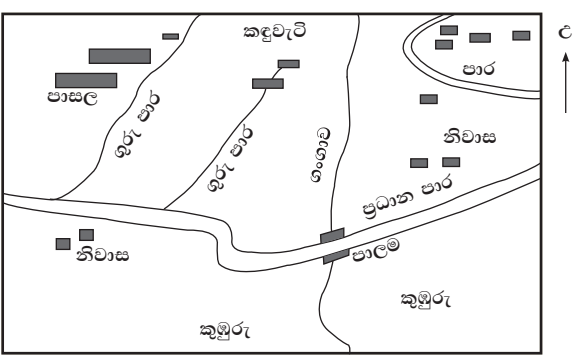 කඳුවැටි
උ
පාර
පාසල
ගුරු පාර
ගුරු පාර
ගංගාව
නිවාස
ප්‍රධාන පාර
නිවාස
පාලම
කුඹුරු
කුඹුරු